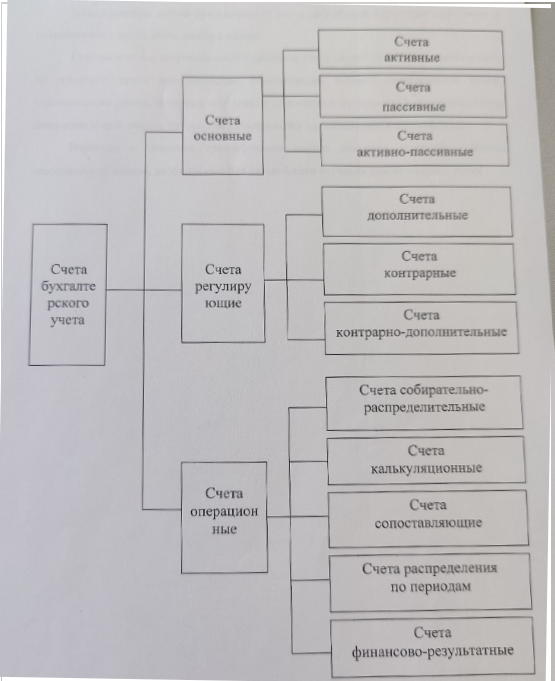 Счета
активные
Счета
пассивные
Счета
активно-пассивные
Счета
основные
Счета
дополнительные
Счета
контрарные
Счета
контрарно-дополнительные
Счета
регулиру
ющие
Счета
бухгалте
рского
учета
Счета собирательно-
распределительные
Счета
калькуляционные
Счета
сопоставляющие
Счета распределения
по периодам
Счета
финансово-результатные
Счета
операцион
ные